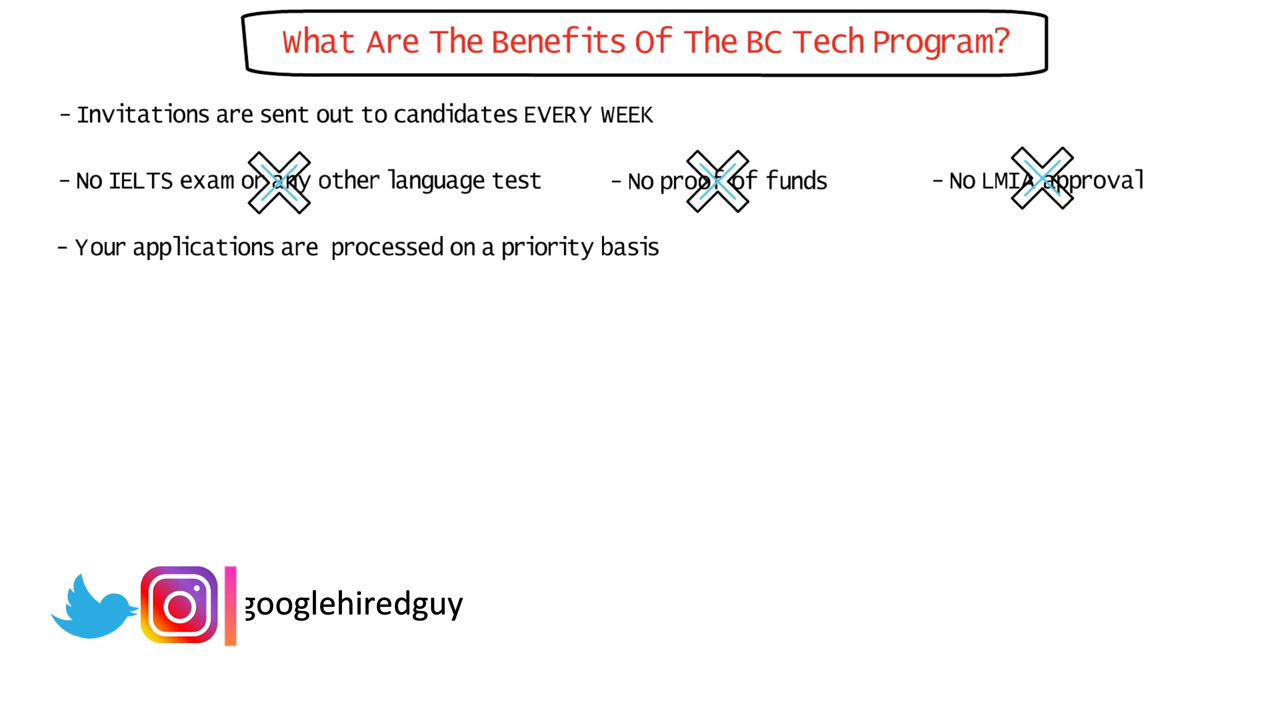 What Are The Benefits Of The BC Tech Program?
- Invitations are sent out to candidates EVERY WEEK
- No IELTS exam or any other language test - No proof of funds - No LMIA approval
- Your applications are processed on a priority basis
googlehiredguy